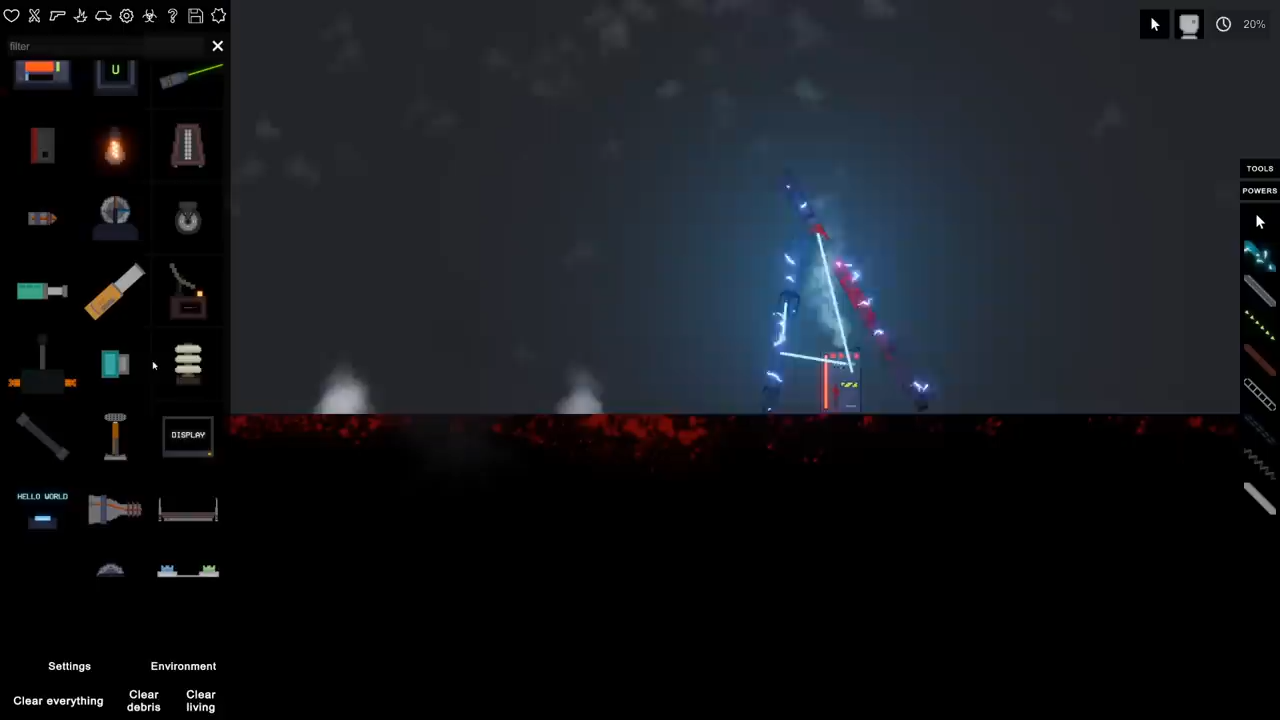 20%
filter
U
TOOLS
POWERS
DISPLAY
HELLO WORLD
Settings
Environment
Clear everything
Clear debris
Clear living